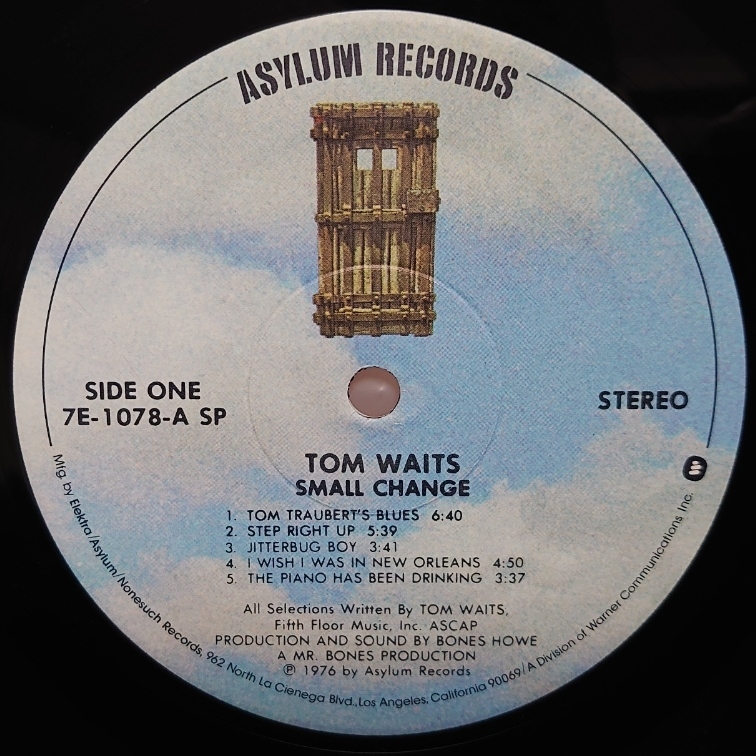 ASYLUM RECORDS
SIDE ONE
7E-1078-A SP
STEREO
TOM WAITS
SMALL CHANGE
1. TOM TRAUBERT'S BLUES 6:40
2. STEP RIGHT UP 5:39
3. JITTERBUG BOY 3:41
4. I WISH I WAS IN NEW ORLEANS 4:50
5. THE PIANO HAS BEEN DRINKING 3:37
All Selections Written By TOM WAITS,
Fifth Floor Music, Inc. ASCAP
PRODUCTION AND SOUND BY BONES HOWE
A MR. BONES PRODUCTION
℗ 1976 by Asylum Records
Mfg. by Elektra/Asylum/Nonesuch Records, 962 North La Cienega Blvd., Los Angeles, California 90069/A Division of Warner Communications Inc.